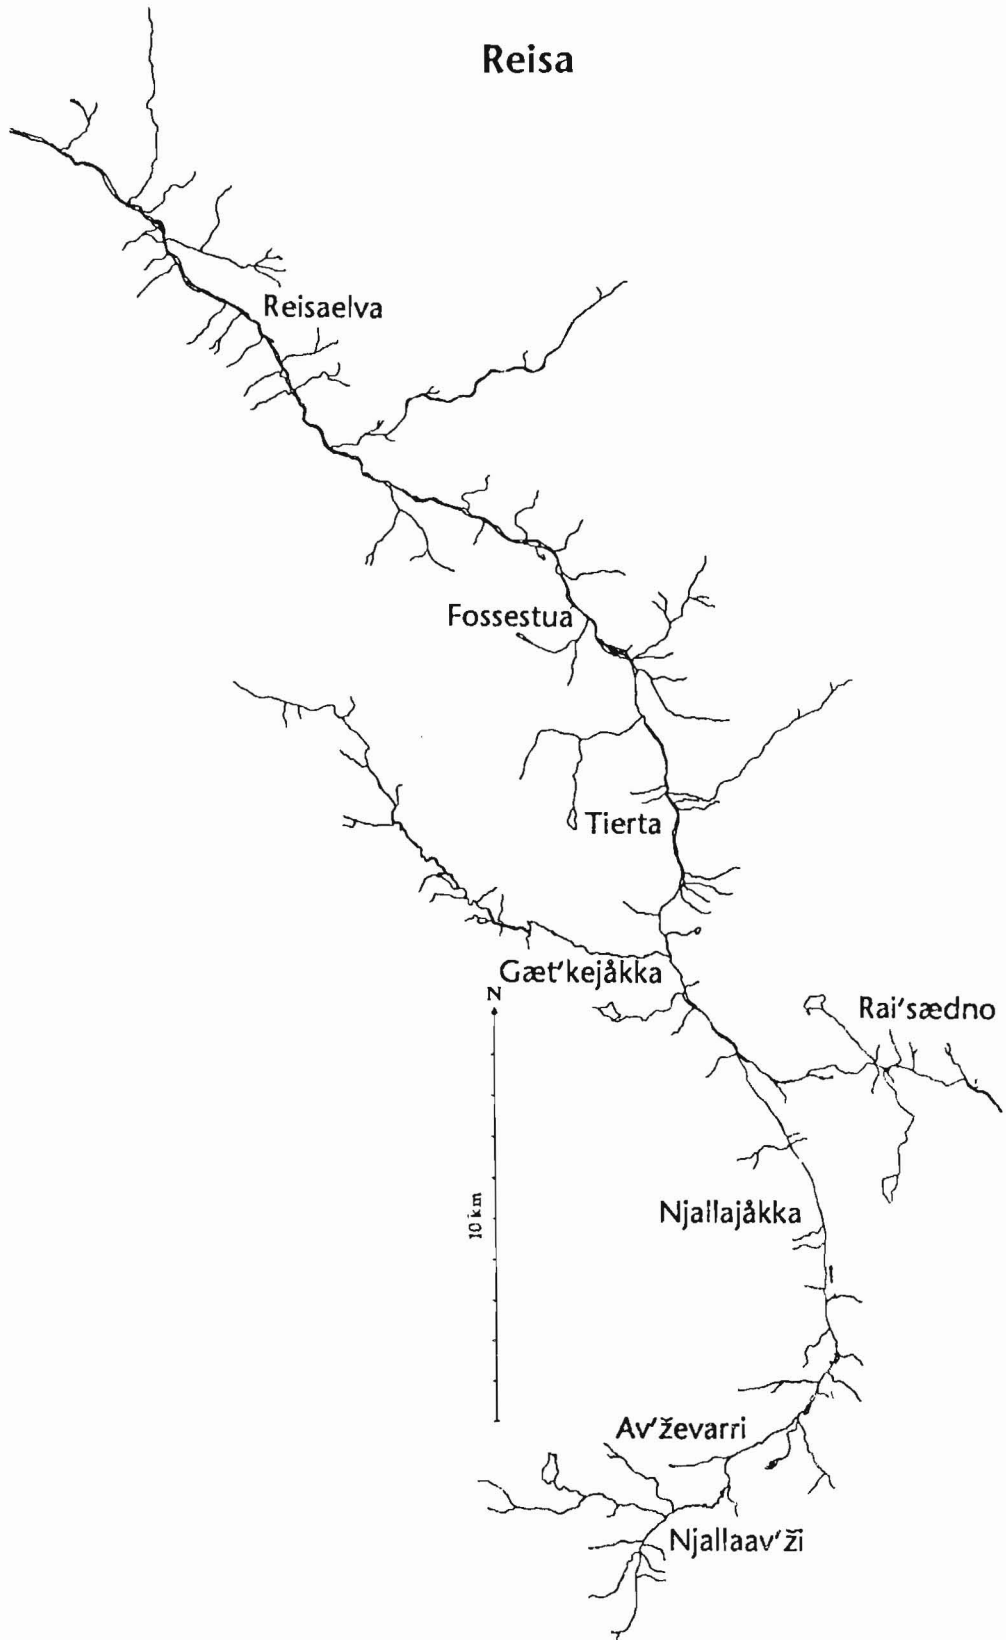 Reisa
Reisaelva
Fossestua
Tierta
Gæt'kejåkka
N
Rai'sædno
Njallajåkka
10 km
Av'ževarri
Njallaav'ži